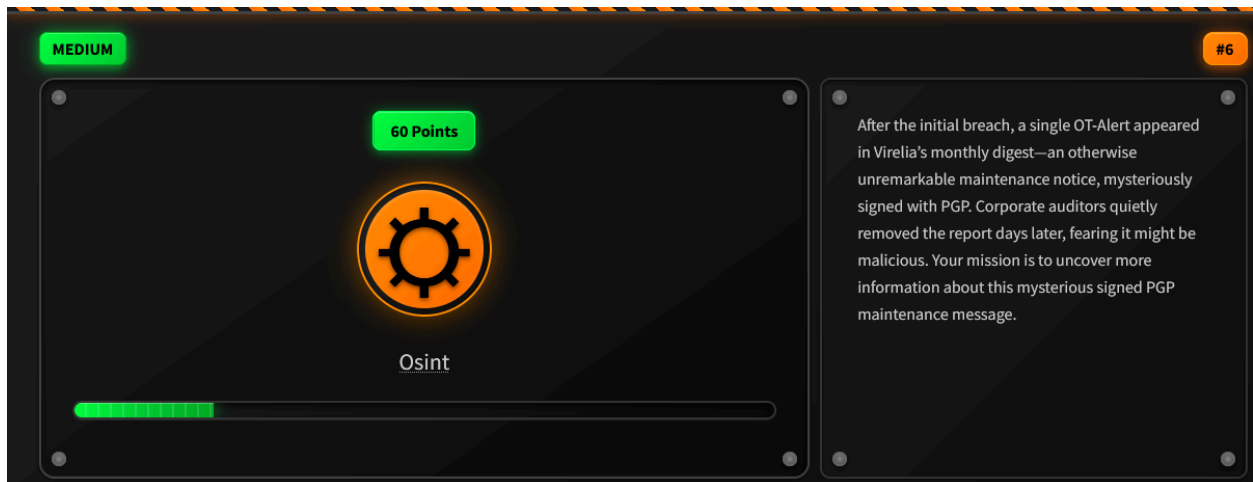 MEDIUM
#6
60 Points
Osint
After the initial breach, a single OT-Alert appeared
in Virelia’s monthly digest—an otherwise
unremarkable maintenance notice, mysteriously
signed with PGP. Corporate auditors quietly
removed the report days later, fearing it might be
malicious. Your mission is to uncover more
information about this mysterious signed PGP
maintenance message.